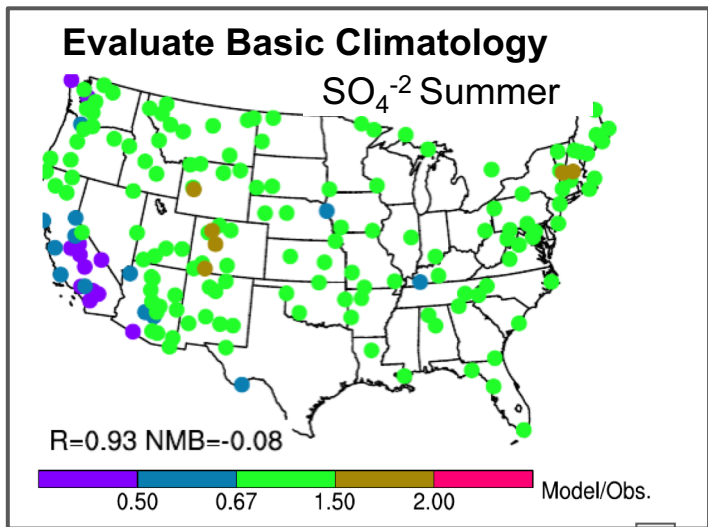 Evaluate Basic Climatology
SO₄⁻² Summer
R=0.93 NMB=-0.08
0.50 0.67 1.50 2.00 Model/Obs.